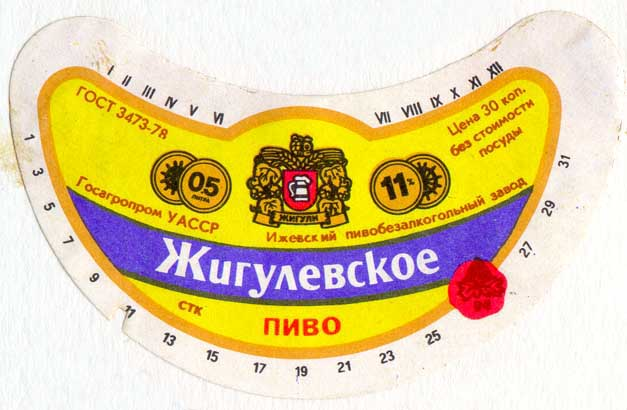 I II III IV V VI VII VIII IX X XI XII
ГОСТ 3473-78
Цена 30 коп.
без стоимости
посуды
05
ЛИТРА
11%
ЖИГУЛИ
Госагропром УАССР
Ижевский пивобезалкогольный завод
Жигулевское
стк
ПИВО
1 3 5 7 9 11 13 15 17 19 21 23 25 27 29 31